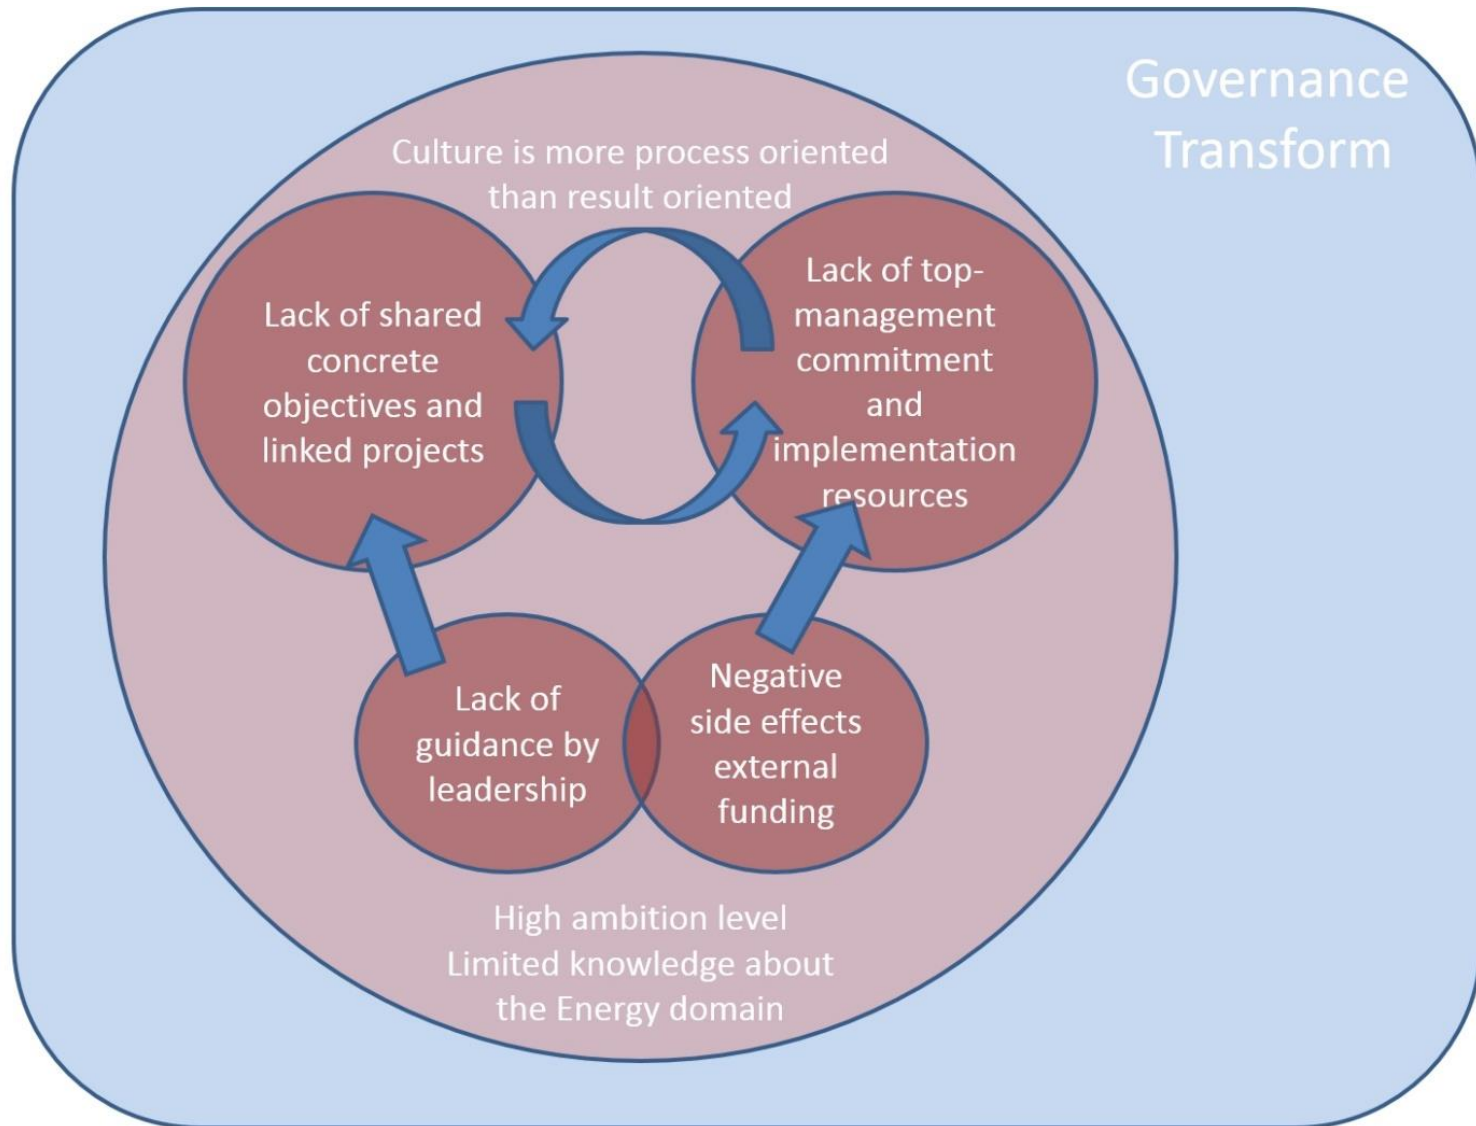 Governance
Transform
Culture is more process oriented
than result oriented
Lack of shared
concrete
objectives and
linked projects
Lack of top-
management
commitment
and
implementation
resources
Lack of
guidance by
leadership
Negative
side effects
external
funding
High ambition level
Limited knowledge about
the Energy domain